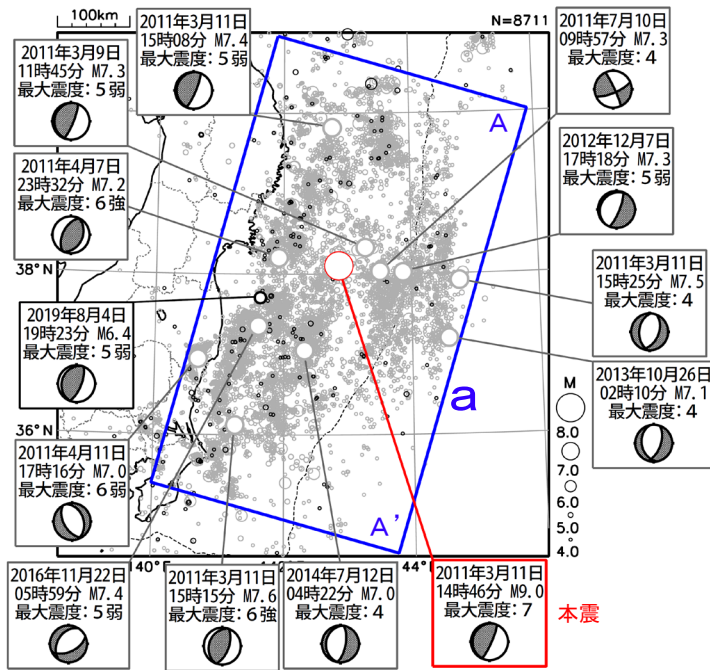 100km
N=8711
2011年3月9日
11時45分 M7.3
最大震度:5弱
2011年3月11日
15時08分 M7.4
最大震度:5弱
2011年7月10日
09時57分 M7.3
最大震度:4
2011年4月7日
23時32分 M7.2
最大震度:6強
2012年12月7日
17時18分 M7.3
最大震度:5弱
A
38°N
2011年3月11日
15時25分 M7.5
最大震度:4
2019年8月4日
19時23分 M6.4
最大震度:5弱
2013年10月26日
02時10分 M7.1
最大震度:4
a
M
8.0
7.0
6.0
5.0
4.0
36°N
2011年4月11日
17時16分 M7.0
最大震度:6弱
A'
144°E
2016年11月22日
05時59分 M7.4
最大震度:5弱
2011年3月11日
15時15分 M7.6
最大震度:6強
2014年7月12日
04時22分 M7.0
最大震度:4
2011年3月11日
14時46分 M9.0
最大震度:7
本震